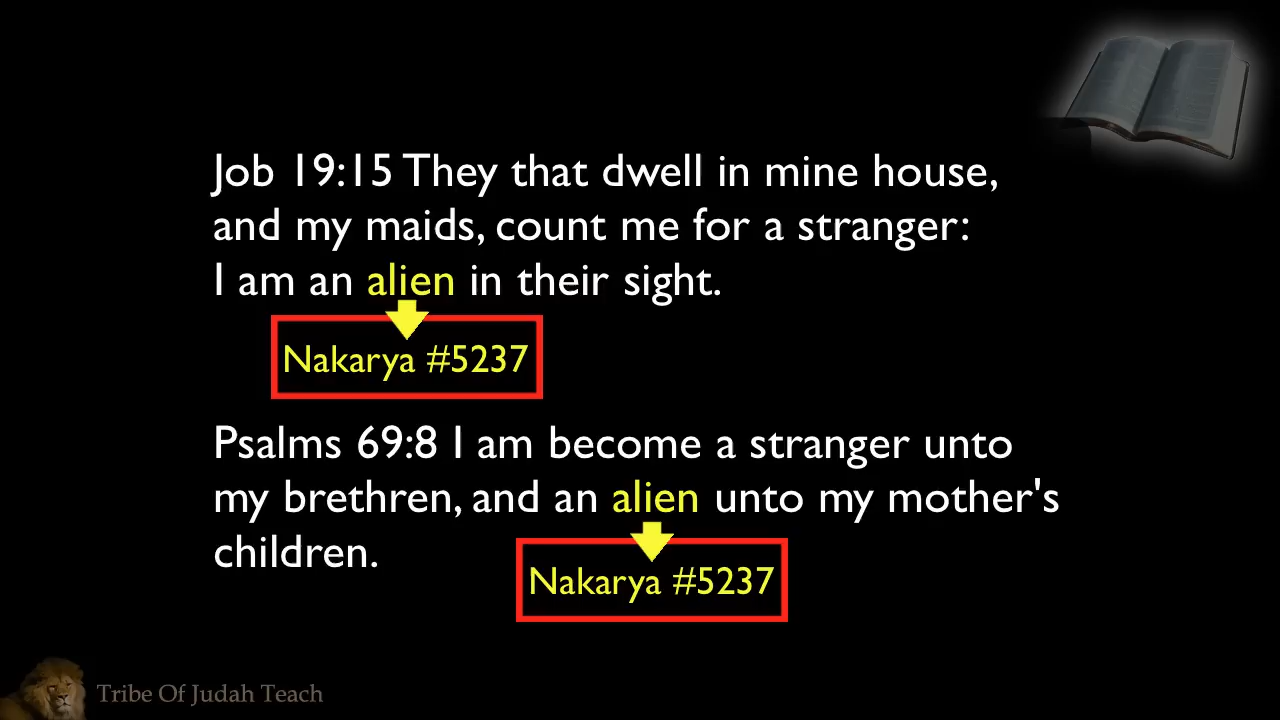 Job 19:15 They that dwell in mine house,
and my maids, count me for a stranger:
I am an alien in their sight.
Nakarya #5237
Psalms 69:8 I am become a stranger unto
my brethren, and an alien unto my mother's
children.
Nakarya #5237
Tribe Of Judah Teach